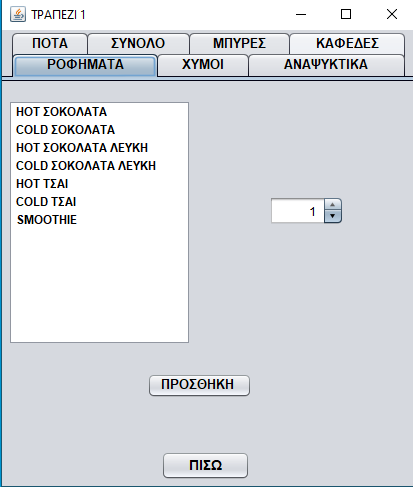 ΤΡΑΠΕΖΙ 1
ΠΟΤΑ ΣΥΝΟΛΟ ΜΠΥΡΕΣ ΚΑΦΕΔΕΣ
ΡΟΦΗΜΑΤΑ ΧΥΜΟΙ ΑΝΑΨΥΚΤΙΚΑ
HOT ΣΟΚΟΛΑΤΑ
COLD ΣΟΚΟΛΑΤΑ
HOT ΣΟΚΟΛΑΤΑ ΛΕΥΚΗ
COLD ΣΟΚΟΛΑΤΑ ΛΕΥΚΗ
HOT ΤΣΑΙ
COLD ΤΣΑΙ
SMOOTHIE
1
ΠΡΟΣΘΗΚΗ
ΠΙΣΩ